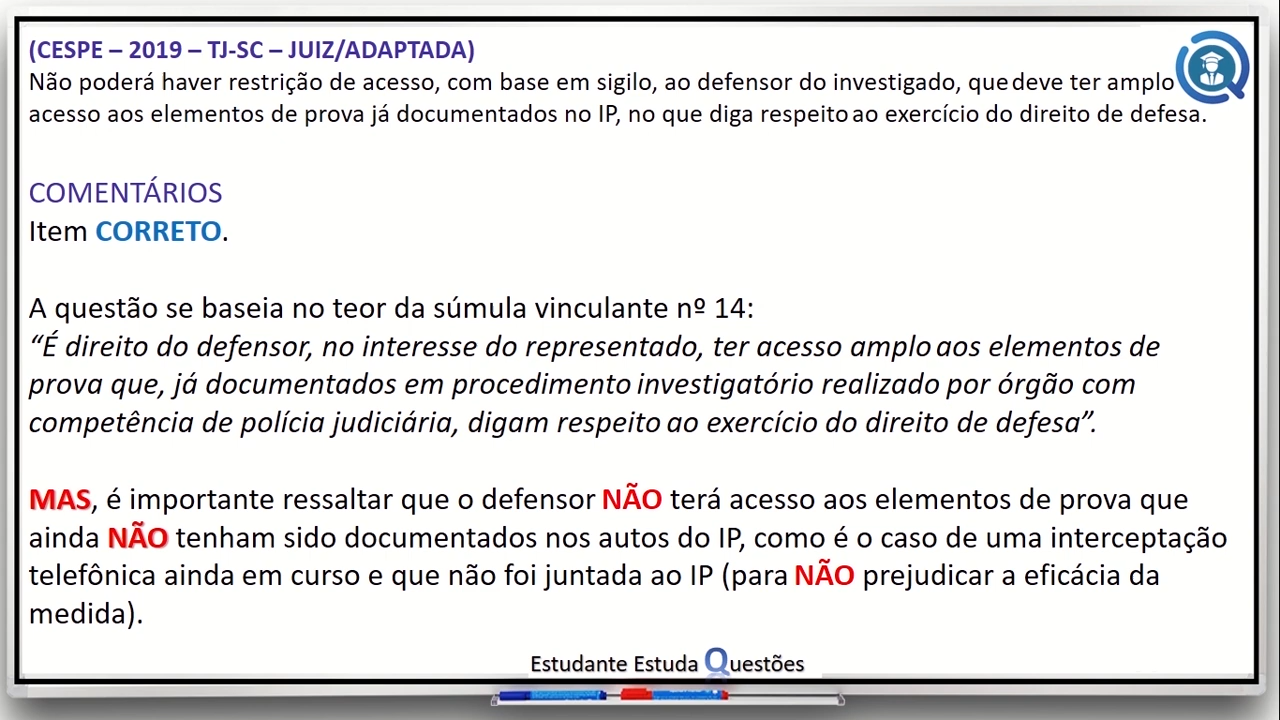 (CESPE – 2019 – TJ-SC – JUIZ/ADAPTADA)
Não poderá haver restrição de acesso, com base em sigilo, ao defensor do investigado, que deve ter amplo
acesso aos elementos de prova já documentados no IP, no que diga respeito ao exercício do direito de defesa.
COMENTÁRIOS
Item CORRETO.
A questão se baseia no teor da súmula vinculante nº 14:
“É direito do defensor, no interesse do representado, ter acesso amplo aos elementos de
prova que, já documentados em procedimento investigatório realizado por órgão com
competência de polícia judiciária, digam respeito ao exercício do direito de defesa”.
MAS, é importante ressaltar que o defensor NÃO terá acesso aos elementos de prova que
ainda NÃO tenham sido documentados nos autos do IP, como é o caso de uma interceptação
telefônica ainda em curso e que não foi juntada ao IP (para NÃO prejudicar a eficácia da
medida).
Estudante Estuda Questões